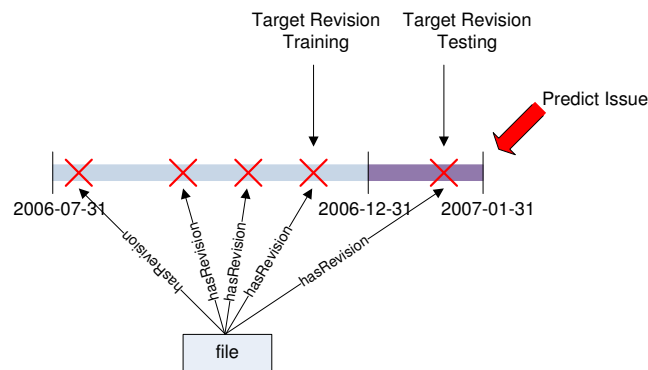 Target Revision
Training
Target Revision
Testing
Predict Issue
2006-07-31
2006-12-31
2007-01-31
hasRevision
hasRevision
hasRevision
hasRevision
hasRevision
file